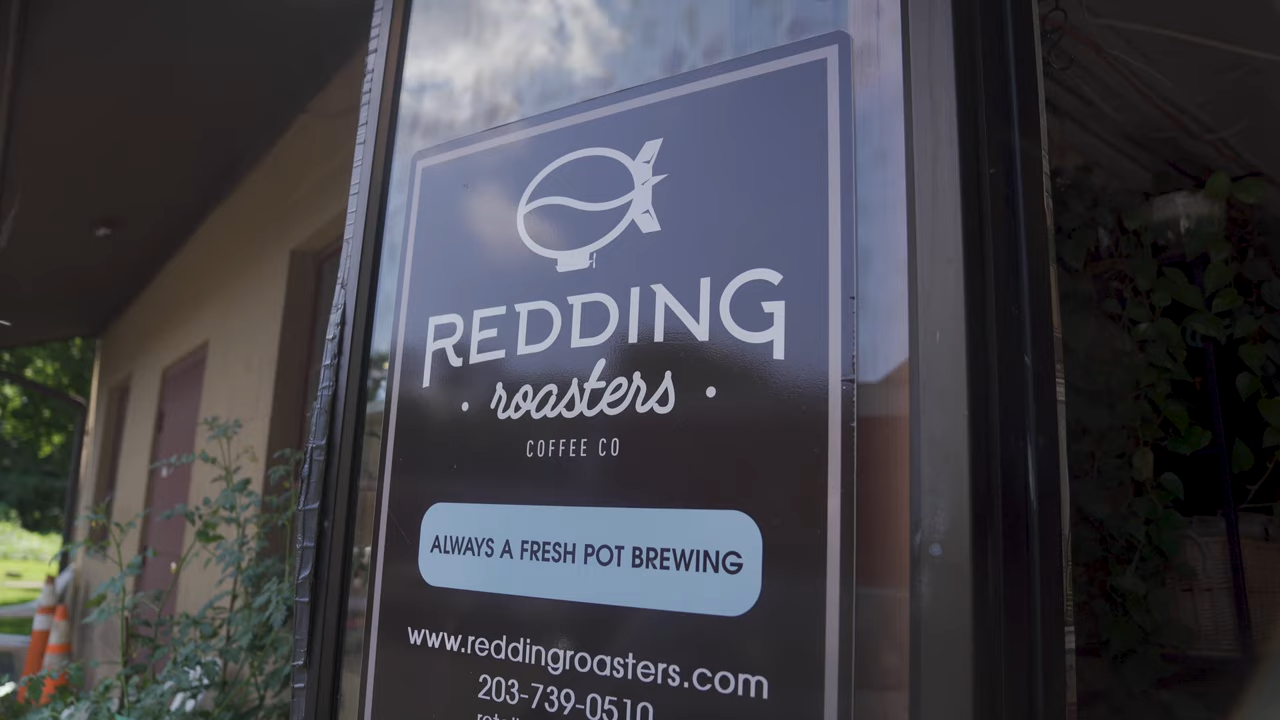 REDDING
• roasters •
COFFEE CO
ALWAYS A FRESH POT BREWING
www.reddingroasters.com
203-739-0510